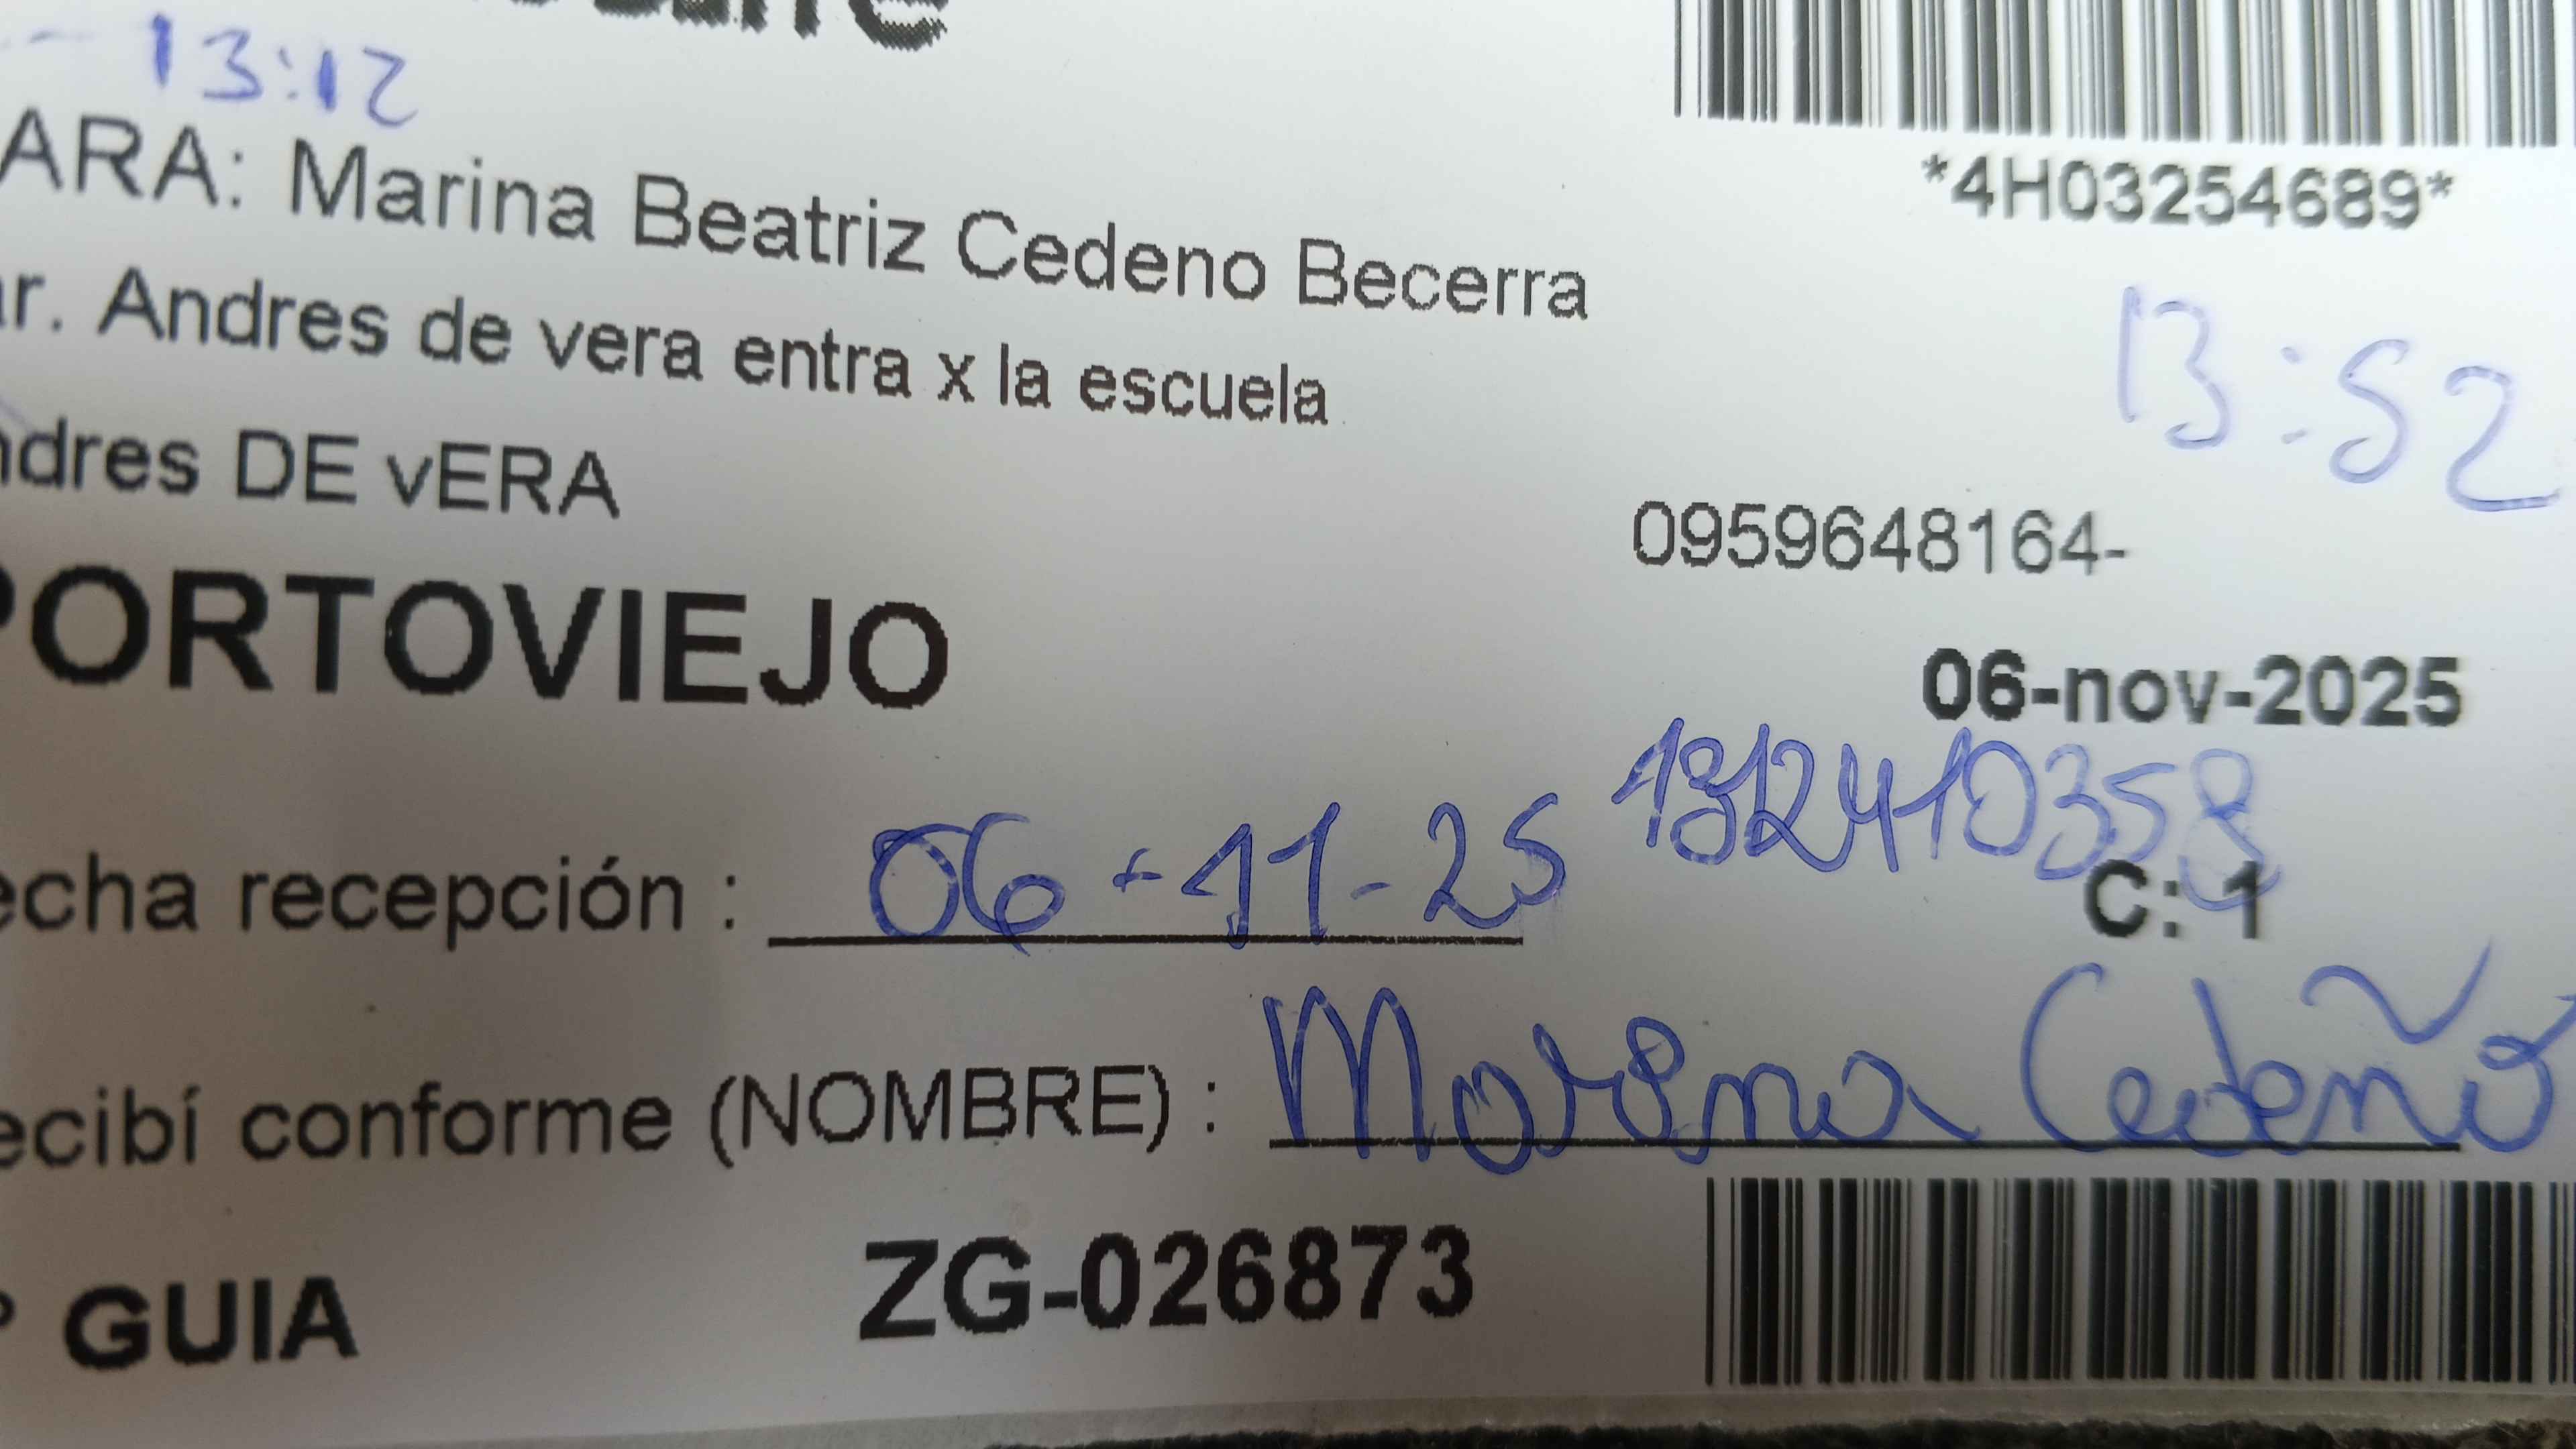 13:12
*4H03254689*
ARA: Marina Beatriz Cedeno Becerra
ar. Andres de vera entra x la escuela
13:52
ndres DE vERA
0959648164-
PORTOVIEJO
06-nov-2025
1312410358
echa recepción : 06-11-25
C: 1
ecibí conforme (NOMBRE) : Morena Cedeño
° GUIA ZG-026873